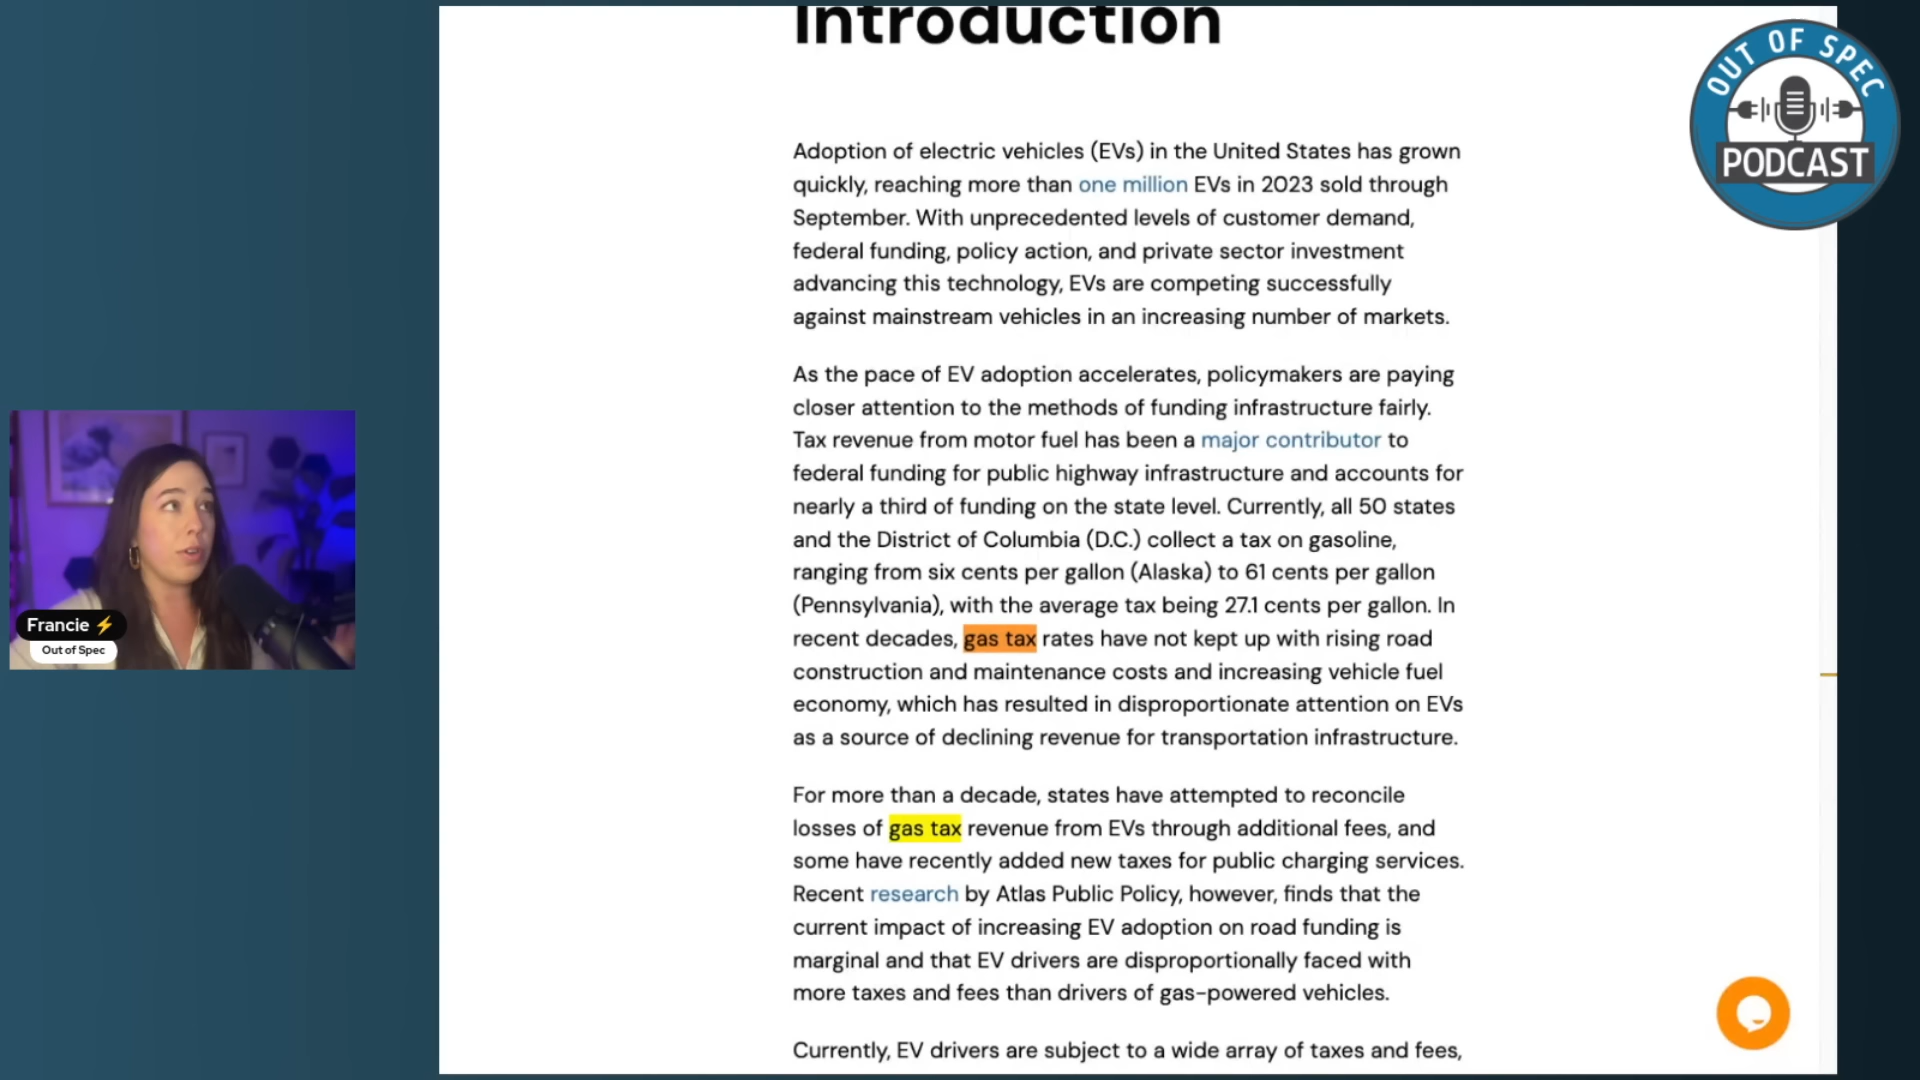 Introduction
OUT OF SPEC
PODCAST
Adoption of electric vehicles (EVs) in the United States has grown
quickly, reaching more than one million EVs in 2023 sold through
September. With unprecedented levels of customer demand,
federal funding, policy action, and private sector investment
advancing this technology, EVs are competing successfully
against mainstream vehicles in an increasing number of markets.
As the pace of EV adoption accelerates, policymakers are paying
closer attention to the methods of funding infrastructure fairly.
Tax revenue from motor fuel has been a major contributor to
federal funding for public highway infrastructure and accounts for
nearly a third of funding on the state level. Currently, all 50 states
and the District of Columbia (D.C.) collect a tax on gasoline,
ranging from six cents per gallon (Alaska) to 61 cents per gallon
(Pennsylvania), with the average tax being 27.1 cents per gallon. In
recent decades, gas tax rates have not kept up with rising road
construction and maintenance costs and increasing vehicle fuel
economy, which has resulted in disproportionate attention on EVs
as a source of declining revenue for transportation infrastructure.
For more than a decade, states have attempted to reconcile
losses of gas tax revenue from EVs through additional fees, and
some have recently added new taxes for public charging services.
Recent research by Atlas Public Policy, however, finds that the
current impact of increasing EV adoption on road funding is
marginal and that EV drivers are disproportionally faced with
more taxes and fees than drivers of gas-powered vehicles.
Currently, EV drivers are subject to a wide array of taxes and fees,
Francie ⚡
Out of Spec